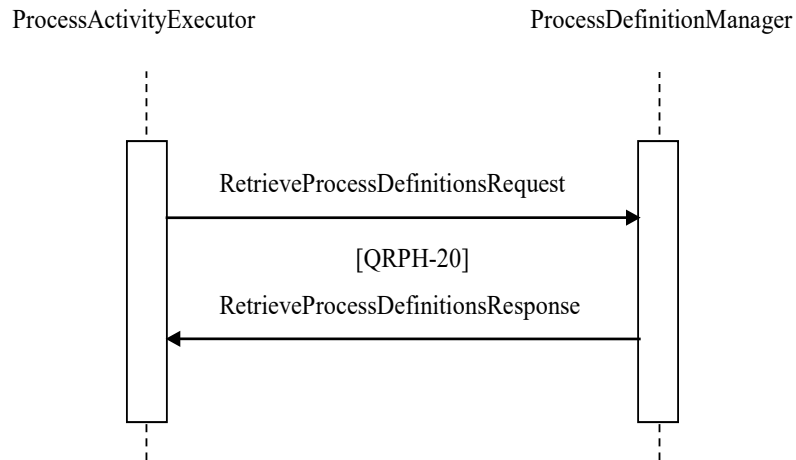 ProcessActivityExecutor
ProcessDefinitionManager
RetrieveProcessDefinitionsRequest
[QRPH-20]
RetrieveProcessDefinitionsResponse